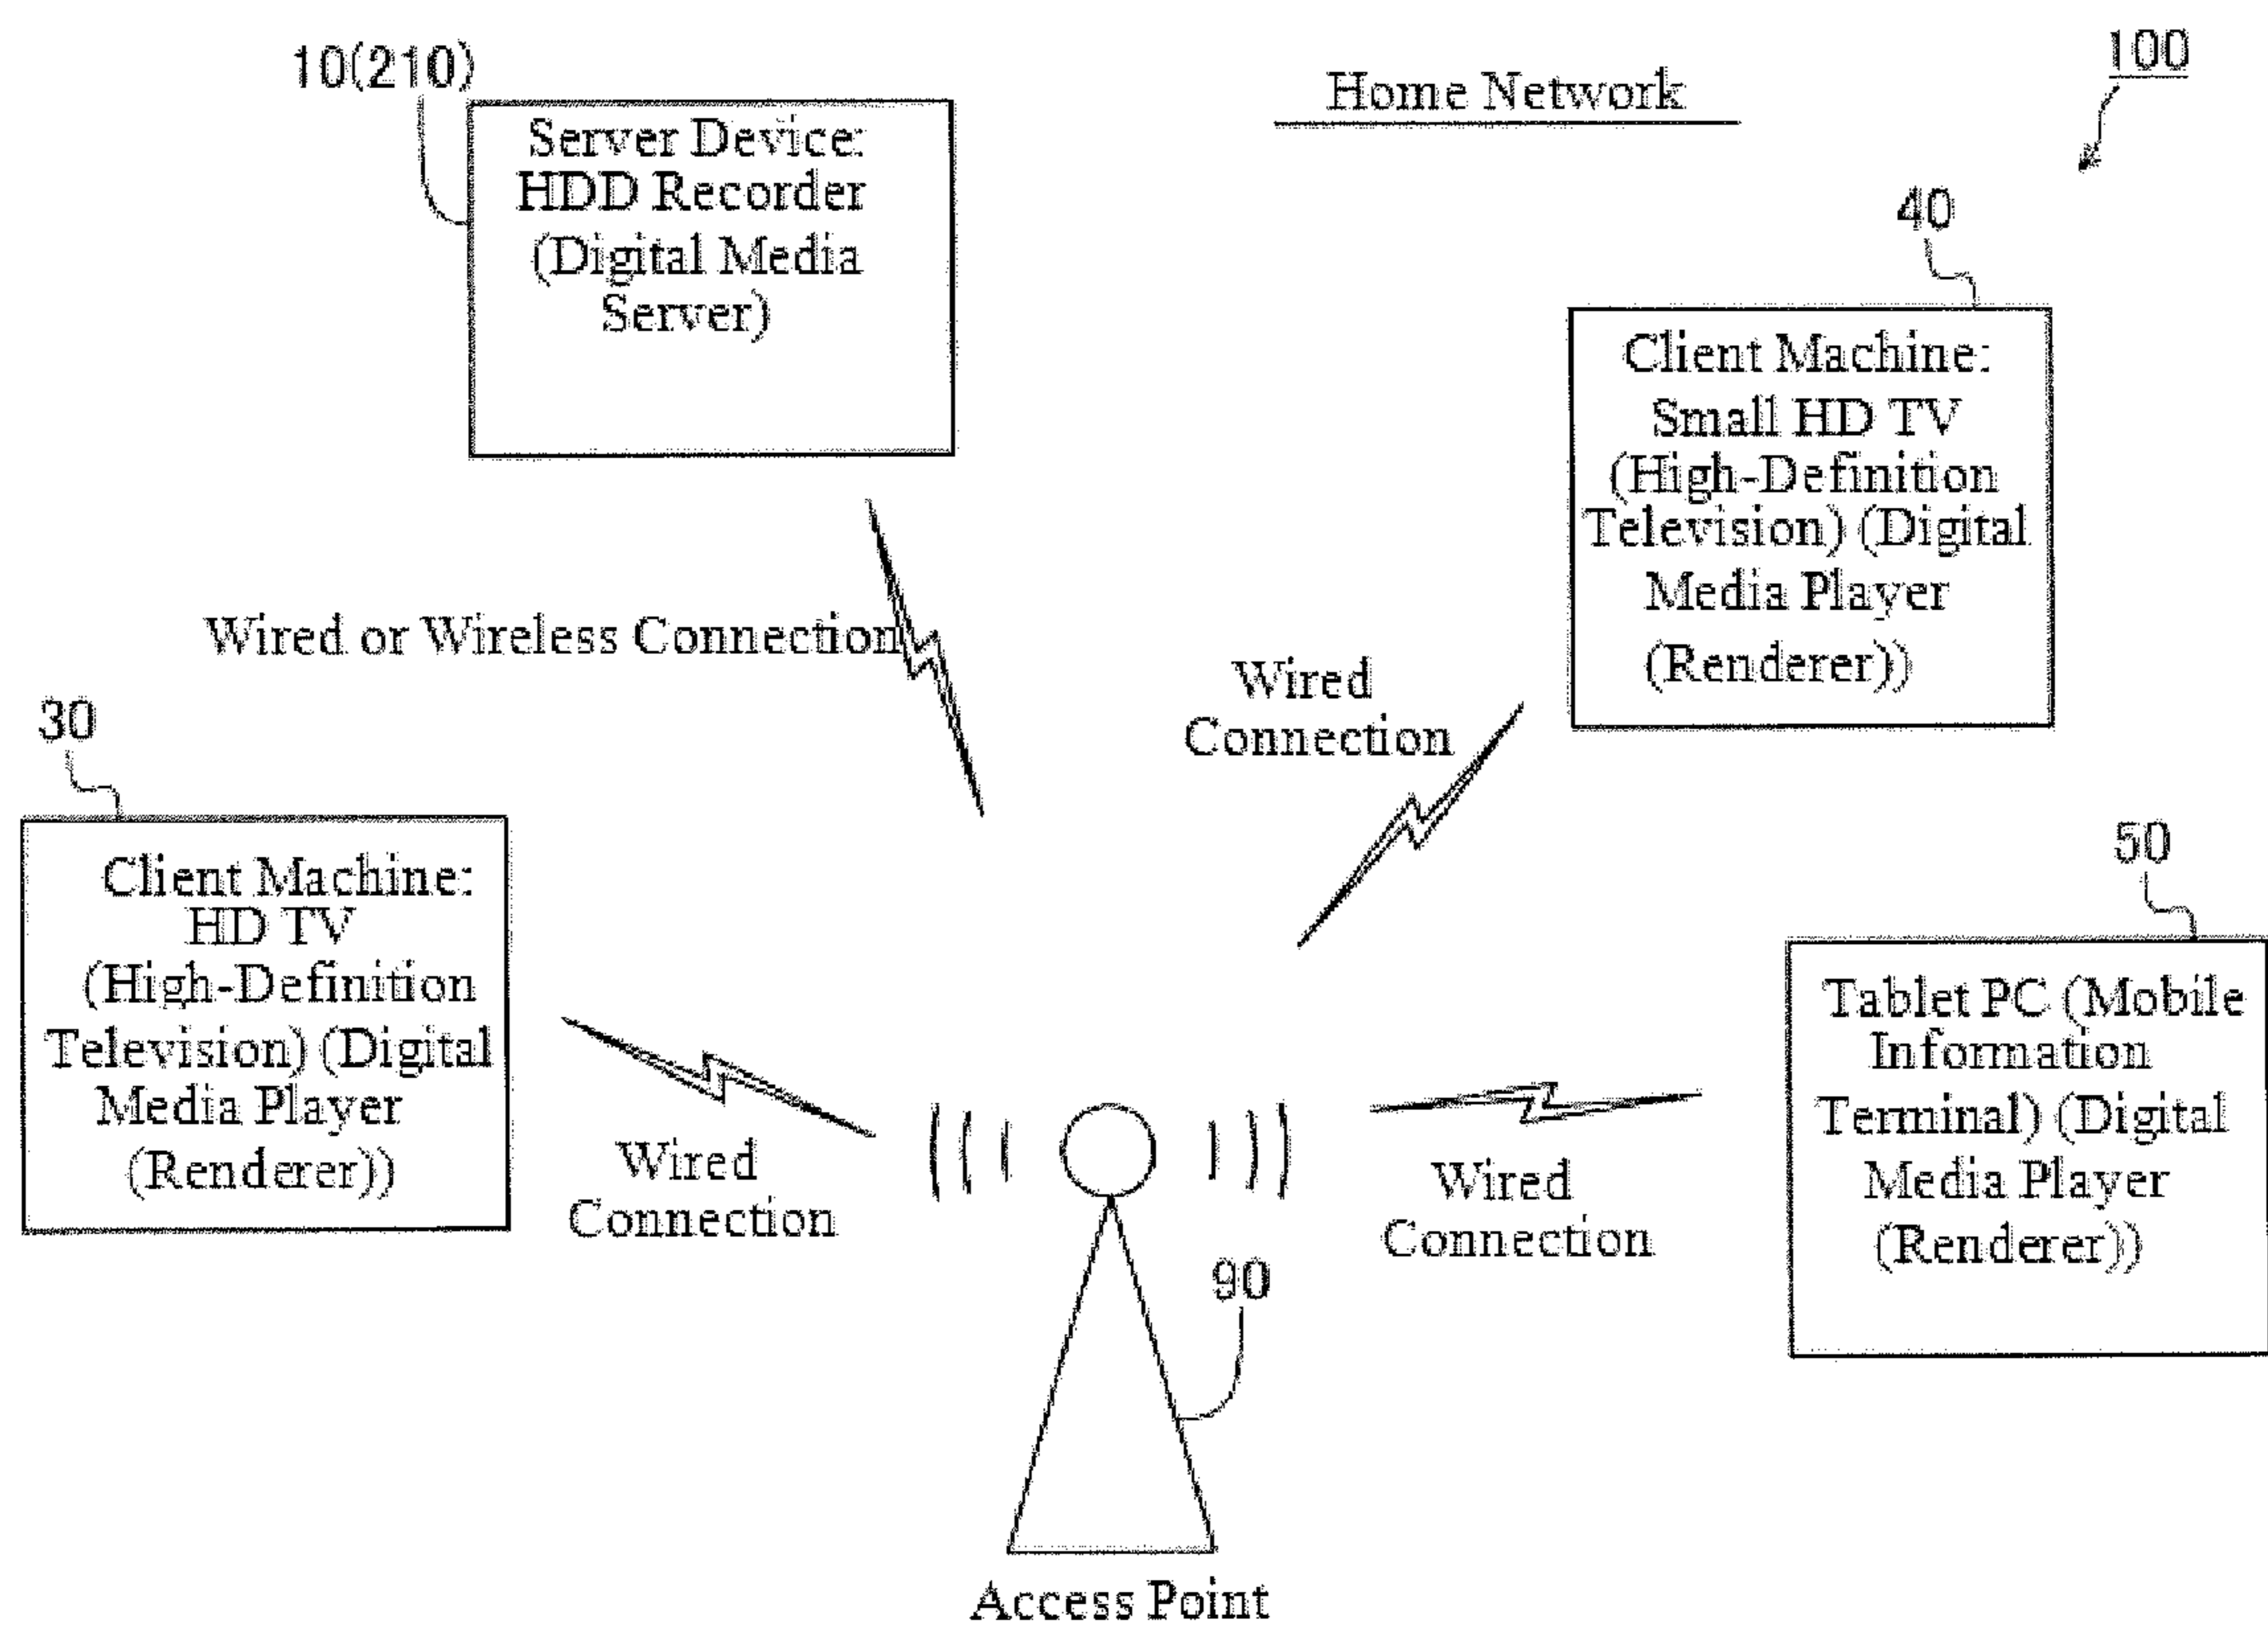 10(210)
Home Network
100
Server Device:
HDD Recorder
(Digital Media
Server)
40
Client Machine:
Small HD TV
(High-Definition
Television) (Digital
Media Player
(Renderer))
Wired or Wireless Connection
Wired
Connection
30
Client Machine:
HD TV
(High-Definition
Television) (Digital
Media Player
(Renderer))
50
Tablet PC (Mobile
Information
Terminal) (Digital
Media Player
(Renderer))
Wired
Connection
Wired
Connection
90
Access Point